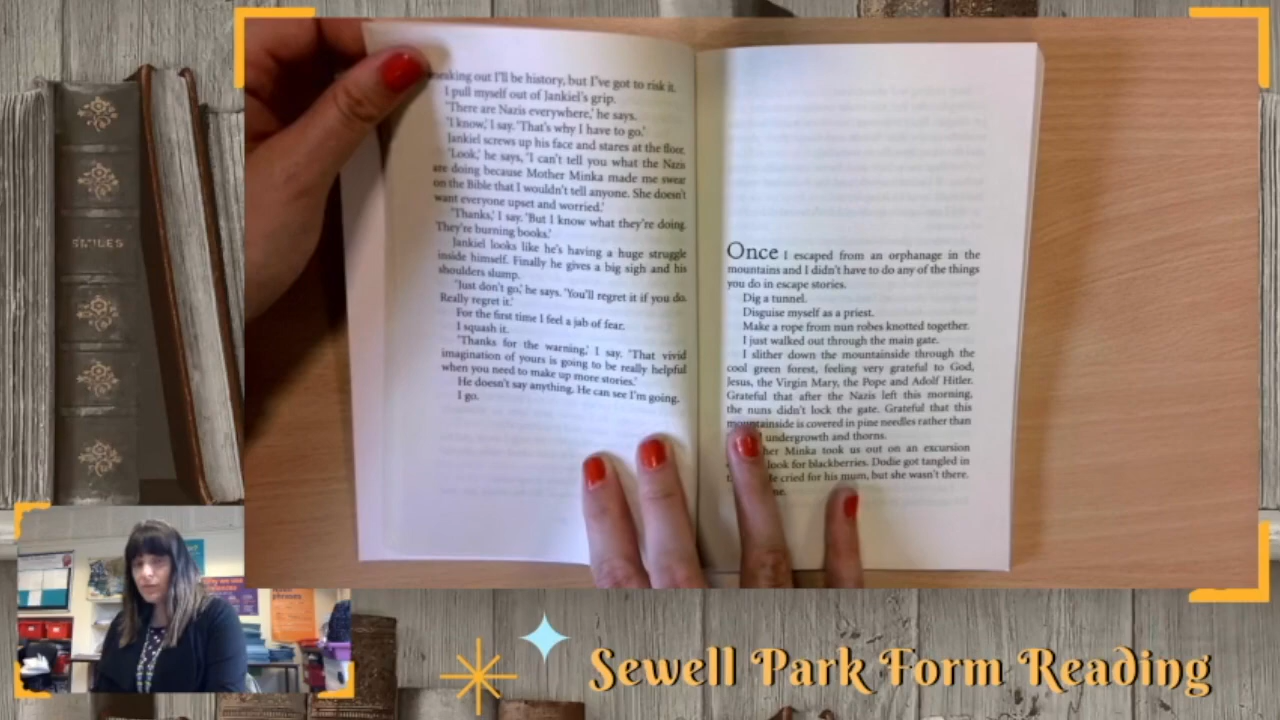 SMILES
sneaking out I'll be history, but I've got to risk it.
I pull myself out of Jankiel's grip.
'There are Nazis everywhere,' he says.
'I know,' I say. 'That's why I have to go.'
Jankiel screws up his face and stares at the floor.
'Look,' he says, 'I can't tell you what the Nazis
are doing because Mother Minka made me swear
on the Bible that I wouldn't tell anyone. She doesn't
want everyone upset and worried.'
'Thanks,' I say. 'But I know what they're doing.
They're burning books.'
Jankiel looks like he's having a huge struggle
inside himself. Finally he gives a big sigh and his
shoulders slump.
'Just don't go,' he says. 'You'll regret it if you do.
Really regret it.'
For the first time I feel a jab of fear.
I squash it.
'Thanks for the warning,' I say. 'That vivid
imagination of yours is going to be really helpful
when you need to make up more stories.'
He doesn't say anything. He can see I'm going.
I go.
Once I escaped from an orphanage in the
mountains and I didn't have to do any of the things
you do in escape stories.
Dig a tunnel.
Disguise myself as a priest.
Make a rope from nun robes knotted together.
I just walked out through the main gate.
I slither down the mountainside through the
cool green forest, feeling very grateful to God,
Jesus, the Virgin Mary, the Pope and Adolf Hitler.
Grateful that after the Nazis left this morning,
the nuns didn't lock the gate. Grateful that this
mountainside is covered in pine needles rather than
undergrowth and thorns.
her Minka took us out on an excursion
look for blackberries. Dodie got tangled in
He cried for his mum, but she wasn't there.
me.
Sewell Park Form Reading